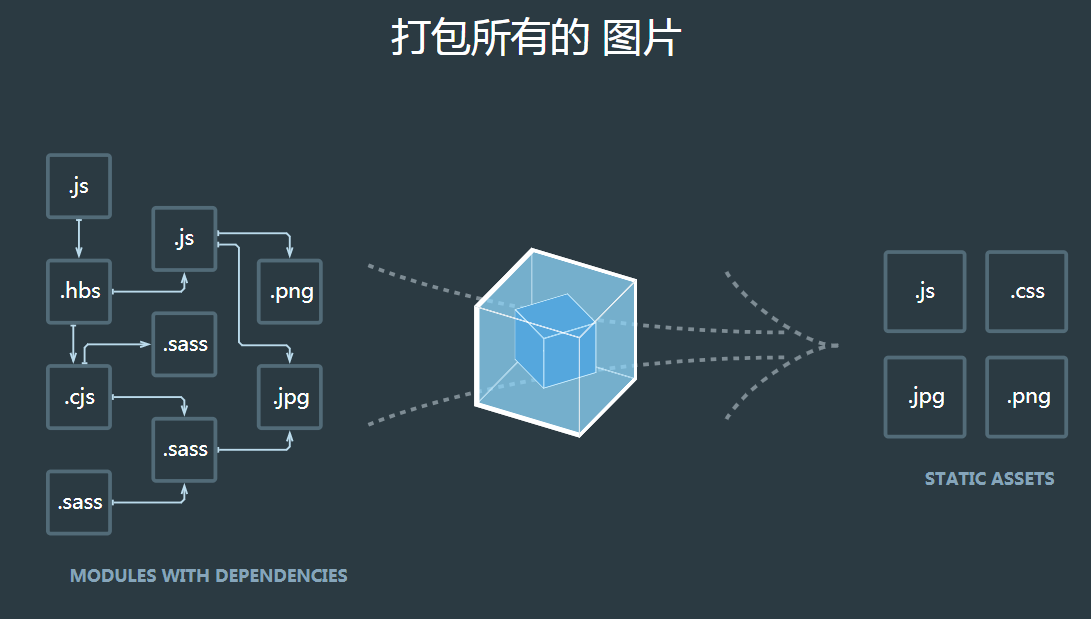 打包所有的 图片
.js
.js
.hbs
.png
.sass
.cjs
.jpg
.sass
.sass
MODULES WITH DEPENDENCIES
.js
.css
.jpg
.png
STATIC ASSETS